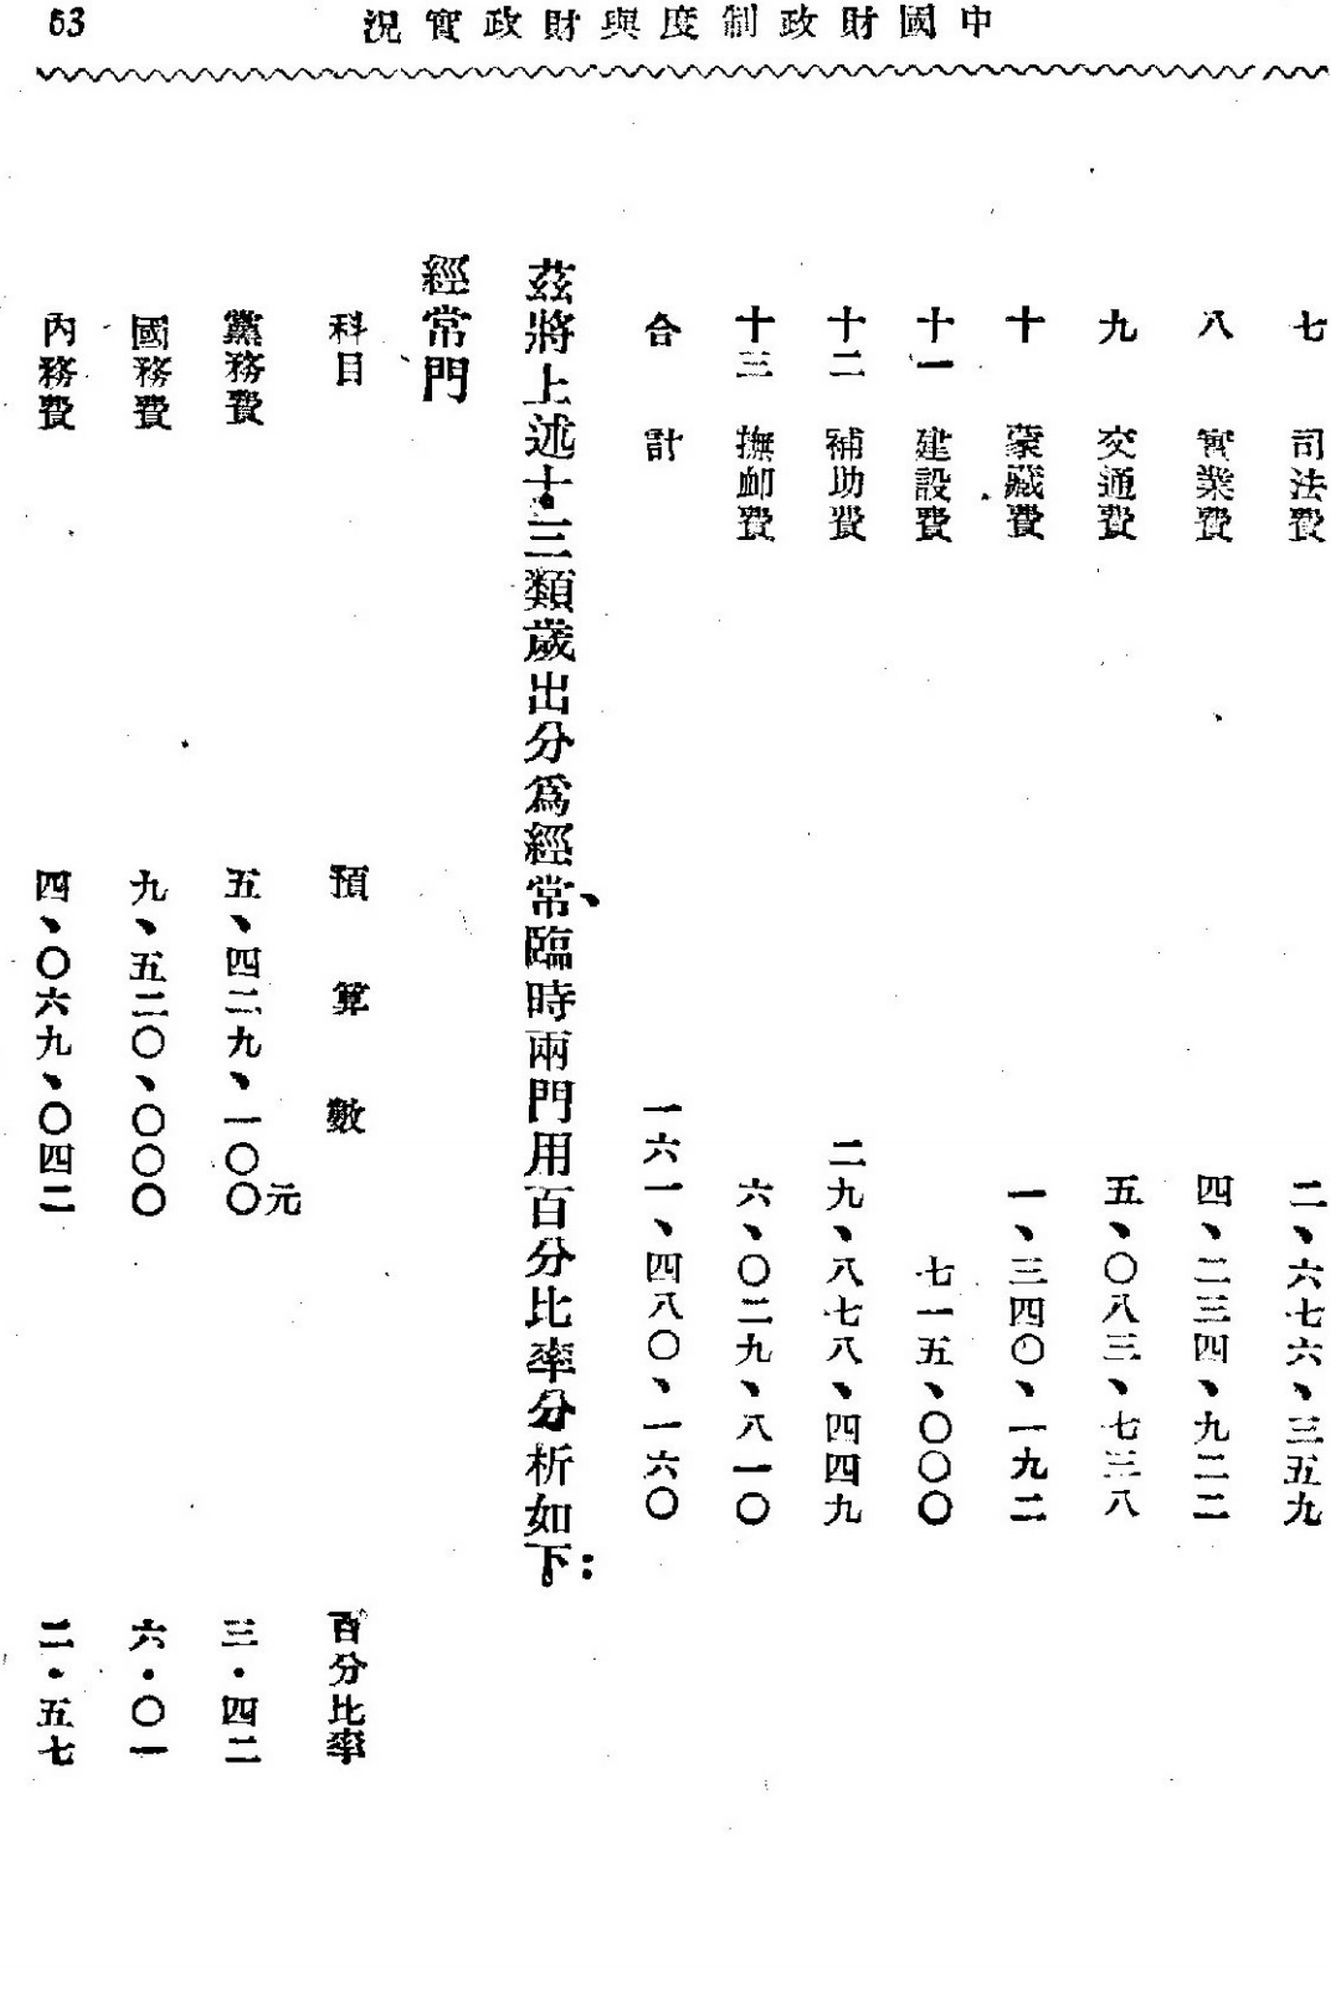 中國財政制度與財政實況
63
七 司法費 二、六七六、三五九
八 實業費 四、二三四、九二二
九 交通費 五、〇八三、七三八
十 蒙藏費 一、三四〇、一九二
十一 建設費 七一五、〇〇〇
十二 補助費 二九、八七八、四四九
十三 撫卹費 六、〇二九、八一〇
合計 一六一、四八〇、一六〇
茲將上述十三類歲出分爲經常、臨時兩門用百分比率分析如下：
經常門
科目 預算數 百分比率
黨務費 五、四二九、一〇〇元 三・四二
國務費 九、五二〇、〇〇〇 六・〇一
內務費 四、〇六九、〇四二 二・五七